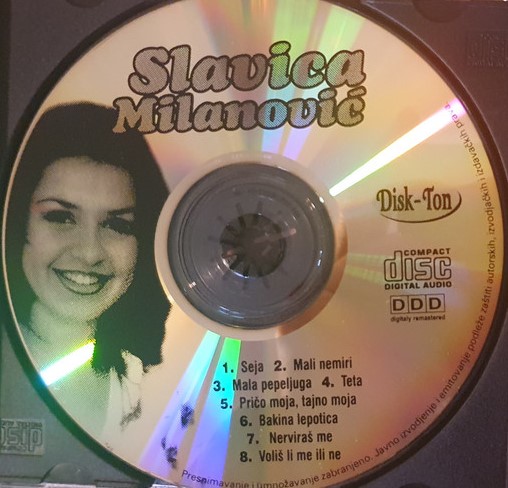 Slavica
Milanović
Disk-Ton
COMPACT
disc
DIGITAL AUDIO
DDD
digitaly remastered
1. Seja 2. Mali nemiri
3. Mala pepeljuga 4. Teta
5. Pričo moja, tajno moja
6. Bakina lepotica
7. Nerviraš me
8. Voliš li me ili ne
Presnimavanje i umnožavanje zabranjeno. Javno izvodjenje i emitovanje podleže zaštiti autorskih, izvodjačkih i izdavačkih prava.